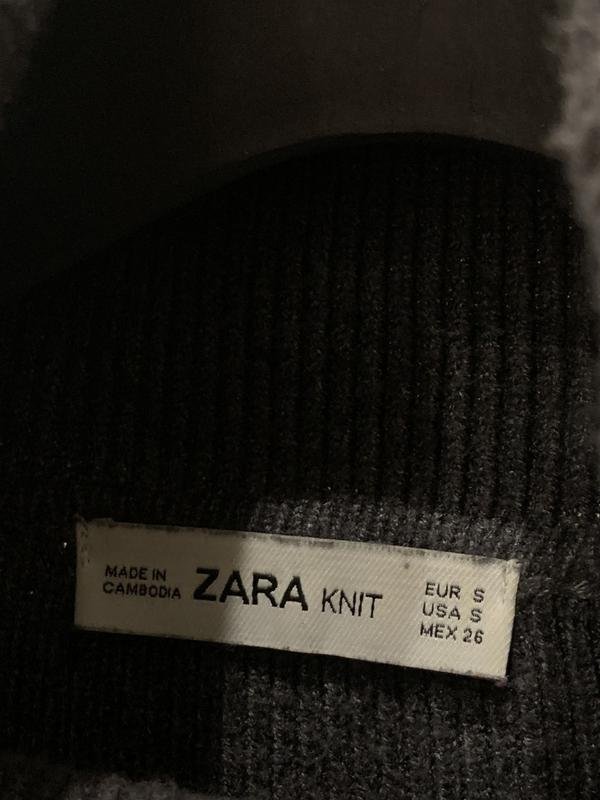 MADE IN
CAMBODIA
ZARA KNIT
EUR S
USA S
MEX 26